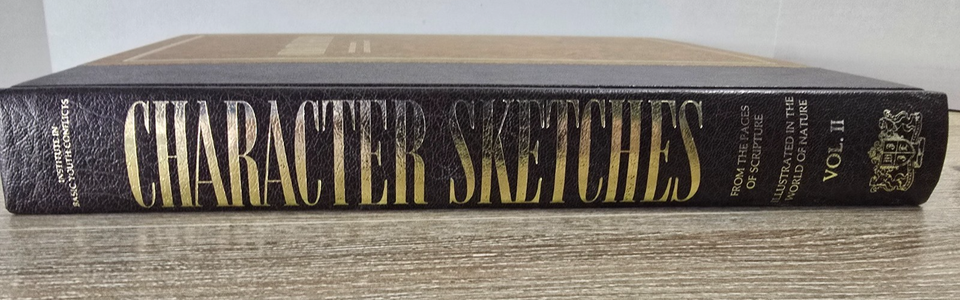 INSTITUTE IN
BASIC YOUTH CONFLICTS
CHARACTER SKETCHES
FROM THE PAGES
OF SCRIPTURE
ILLUSTRATED IN THE
WORLD OF NATURE
VOL. II